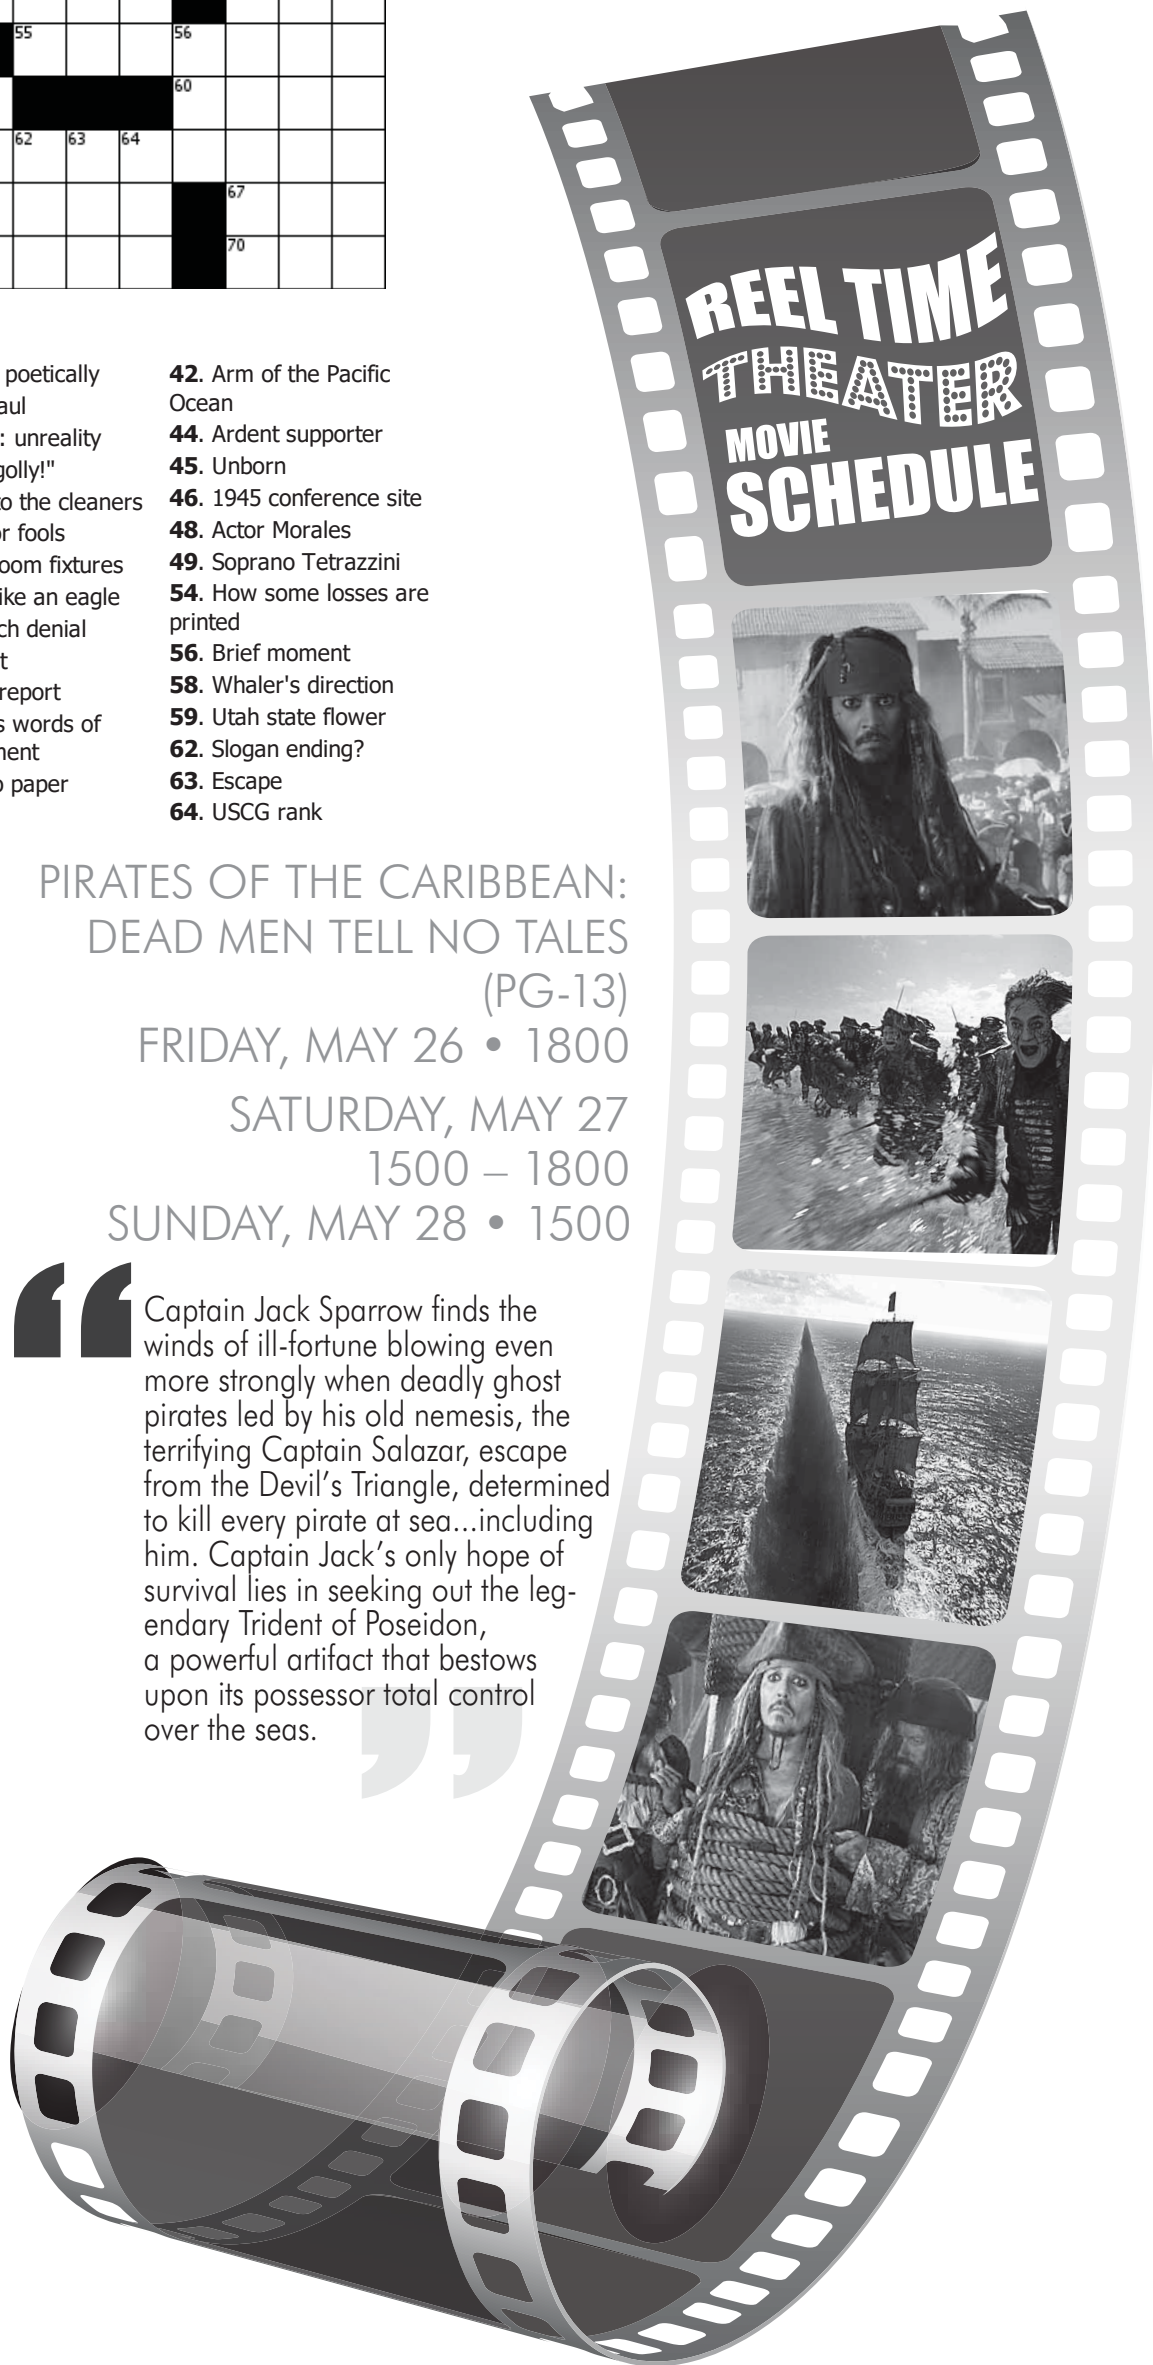 55
56
60
62 63 64
67
70
poetically
aul
: unreality
golly!"
to the cleaners
or fools
oom fixtures
ike an eagle
ch denial
t
report
s words of
nent
o paper
42. Arm of the Pacific
Ocean
44. Ardent supporter
45. Unborn
46. 1945 conference site
48. Actor Morales
49. Soprano Tetrazzini
54. How some losses are
printed
56. Brief moment
58. Whaler's direction
59. Utah state flower
62. Slogan ending?
63. Escape
64. USCG rank
REEL TIME
THEATER
MOVIE
SCHEDULE
PIRATES OF THE CARIBBEAN:
DEAD MEN TELL NO TALES
(PG-13)
FRIDAY, MAY 26 • 1800
SATURDAY, MAY 27
1500 – 1800
SUNDAY, MAY 28 • 1500
“Captain Jack Sparrow finds the
winds of ill-fortune blowing even
more strongly when deadly ghost
pirates led by his old nemesis, the
terrifying Captain Salazar, escape
from the Devil’s Triangle, determined
to kill every pirate at sea...including
him. Captain Jack’s only hope of
survival lies in seeking out the leg-
endary Trident of Poseidon,
a powerful artifact that bestows
upon its possessor total control
over the seas.”